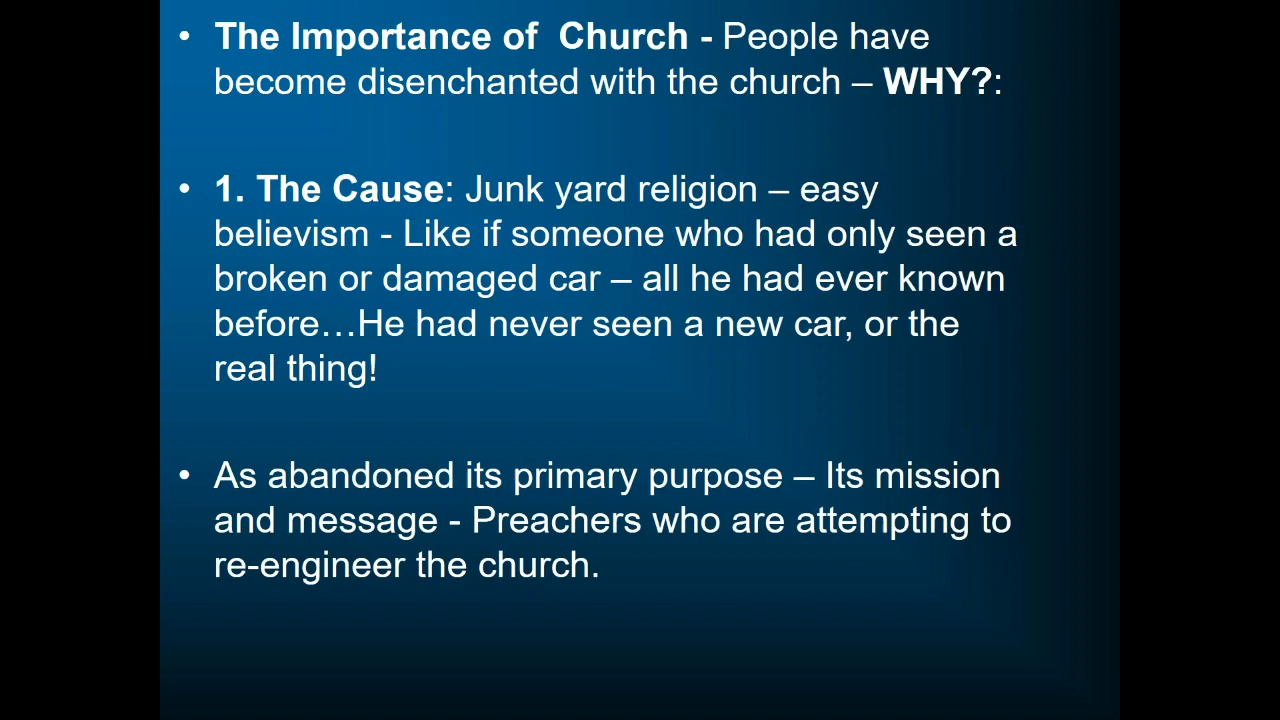 • The Importance of  Church - People have
become disenchanted with the church – WHY?:
• 1. The Cause: Junk yard religion – easy
believism - Like if someone who had only seen a
broken or damaged car – all he had ever known
before…He had never seen a new car, or the
real thing!
• As abandoned its primary purpose – Its mission
and message - Preachers who are attempting to
re-engineer the church.